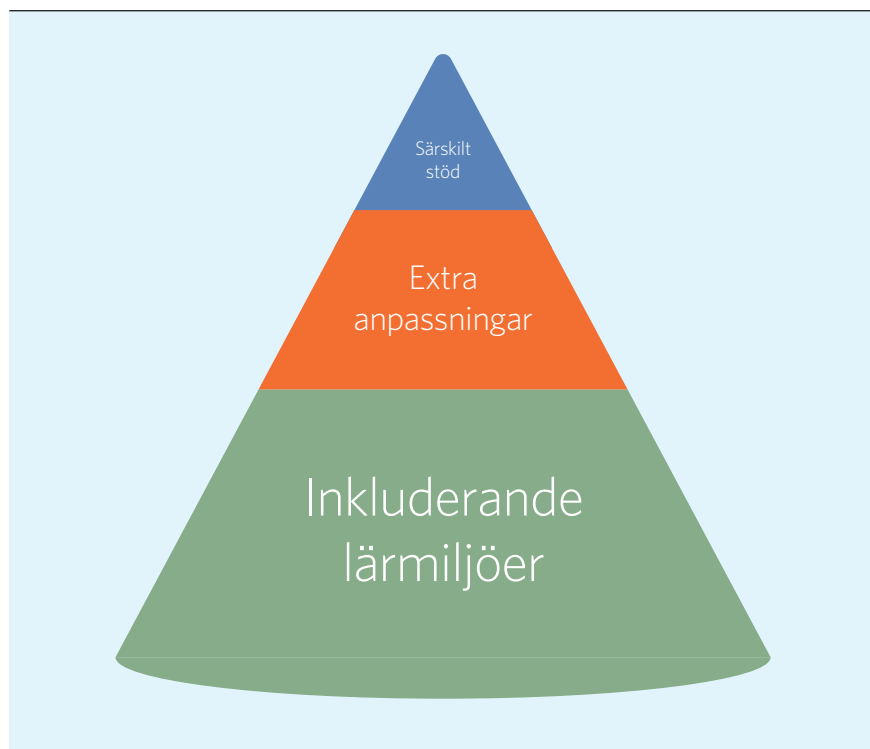 Särskilt
stöd
Extra
anpassningar
Inkluderande
lärmiljöer